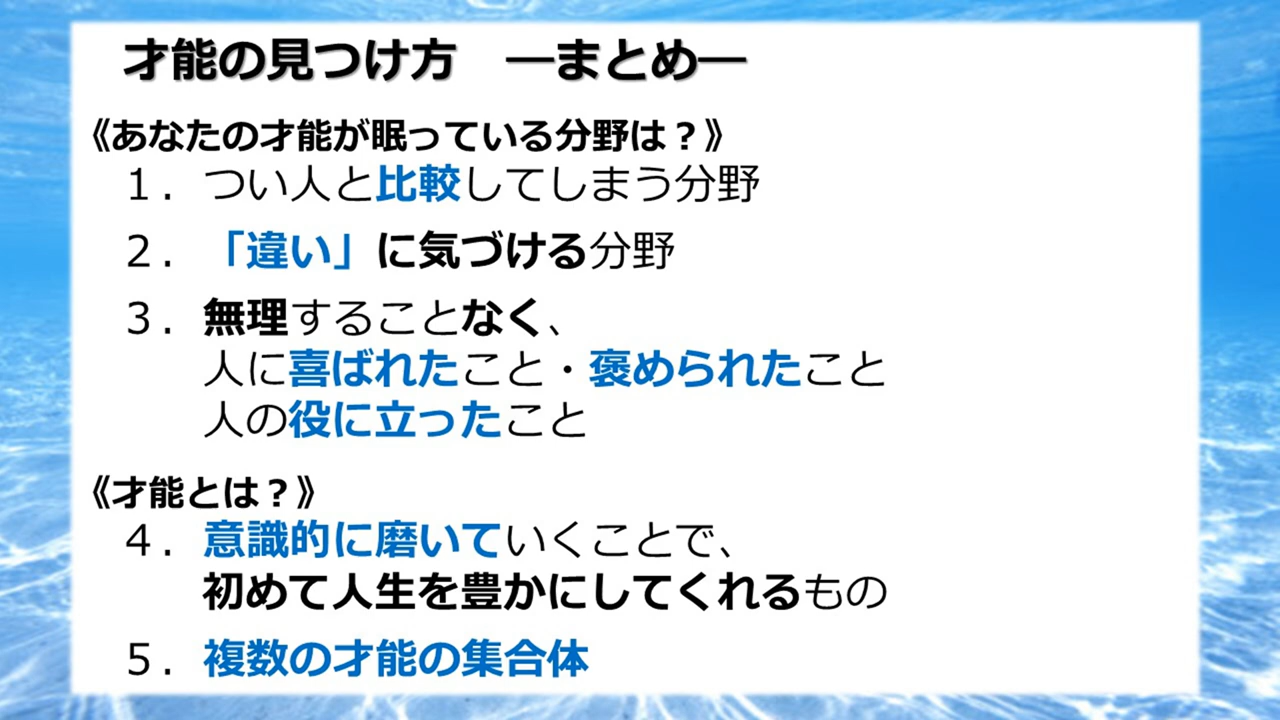 才能の見つけ方　―まとめ―
《あなたの才能が眠っている分野は？》
１．つい人と比較してしまう分野
２．「違い」に気づける分野
３．無理することなく、
人に喜ばれたこと・褒められたこと
人の役に立ったこと
《才能とは？》
４．意識的に磨いていくことで、
初めて人生を豊かにしてくれるもの
５．複数の才能の集合体